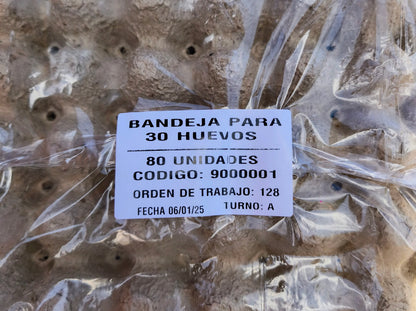 BANDEJA PARA
30 HUEVOS
80 UNIDADES
CODIGO: 9000001
ORDEN DE TRABAJO: 128
FECHA 06/01/25 TURNO: A